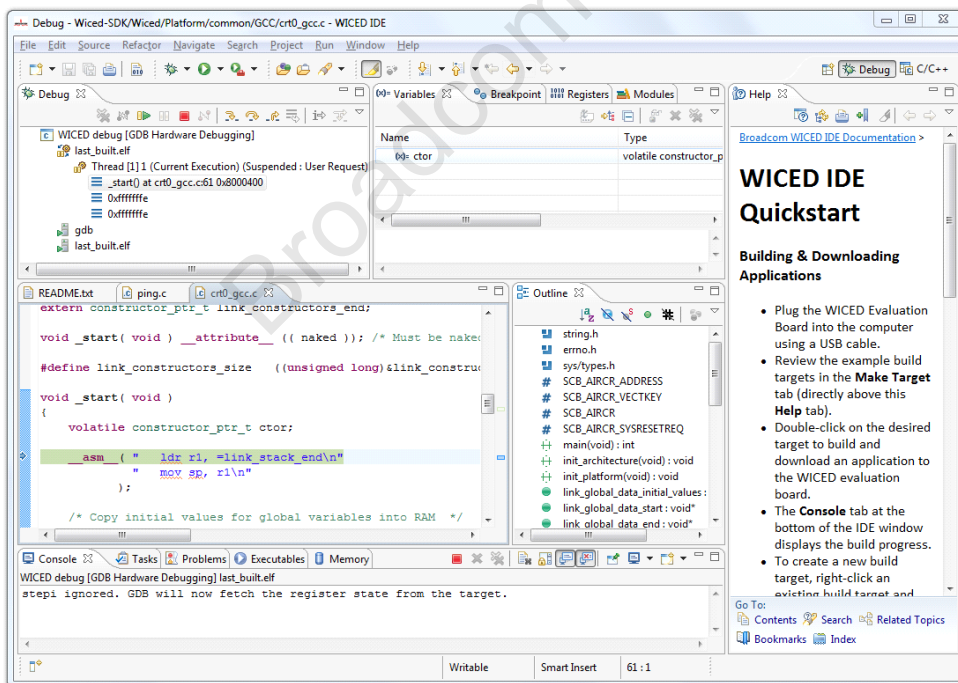 Debug - Wiced-SDK/Wiced/Platform/common/GCC/crt0_gcc.c - WICED IDE
File Edit Source Refactor Navigate Search Project Run Window Help
Debug C/C++
Debug
WICED debug [GDB Hardware Debugging]
last_built.elf
Thread [1] 1 (Current Execution) (Suspended : User Request)
_start() at crt0_gcc.c:61 0x8000400
0xfffffffe
0xfffffffe
gdb
last_built.elf
(x)= Variables Breakpoint Registers Modules
Name Type
(x)= ctor volatile constructor_p
README.txt ping.c crt0_gcc.c
extern constructor_ptr_t link_constructors_end;
void _start( void ) __attribute__ (( naked )); /* Must be naked
#define link_constructors_size ((unsigned long)&link_construc
void _start( void )
{
volatile constructor_ptr_t ctor;
__asm__( " ldr r1, =link_stack_end\n"
" mov sp, r1\n"
);
/* Copy initial values for global variables into RAM */
Outline
string.h
errno.h
sys/types.h
SCB_AIRCR_ADDRESS
SCB_AIRCR_VECTKEY
SCB_AIRCR
SCB_AIRCR_SYSRESETREQ
main(void) : int
init_architecture(void) : void
init_platform(void) : void
link_global_data_initial_values :
link_global_data_start : void*
link_global_data_end : void*
Console Tasks Problems Executables Memory
WICED debug [GDB Hardware Debugging] last_built.elf
stepi ignored. GDB will now fetch the register state from the target.
Help
Broadcom WICED IDE Documentation >
WICED IDE
Quickstart
Building & Downloading
Applications
• Plug the WICED Evaluation
Board into the computer
using a USB cable.
• Review the example build
targets in the Make Target
tab (directly above this
Help tab).
• Double-click on the desired
target to build and
download an application to
the WICED evaluation
board.
• The Console tab at the
bottom of the IDE window
displays the build progress.
• To create a new build
target, right-click an
existing build target and
Go To:
Contents Search Related Topics
Bookmarks Index
Writable Smart Insert 61 : 1
Broadcom